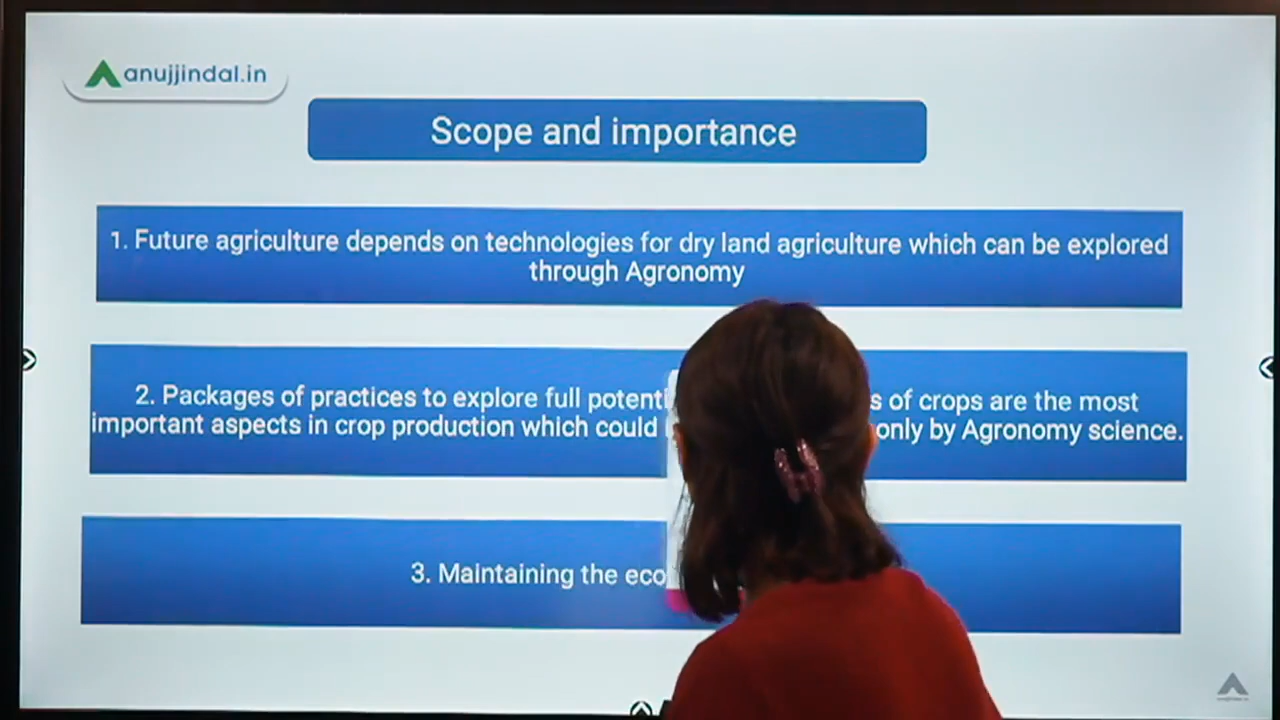 anujjindal.in
Scope and importance
1. Future agriculture depends on technologies for dry land agriculture which can be explored
through Agronomy
2. Packages of practices to explore full of crops are the most
important aspects in crop production which could only by Agronomy science.
3. Maintaining the